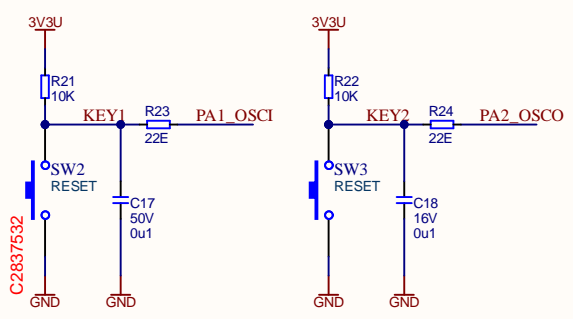 3V3U
R21
10K
KEY1
R23
22E
PA1_OSCI
SW2
RESET
C17
50V
0u1
GND
GND
C2837532
3V3U
R22
10K
KEY2
R24
22E
PA2_OSCO
SW3
RESET
C18
16V
0u1
GND
GND